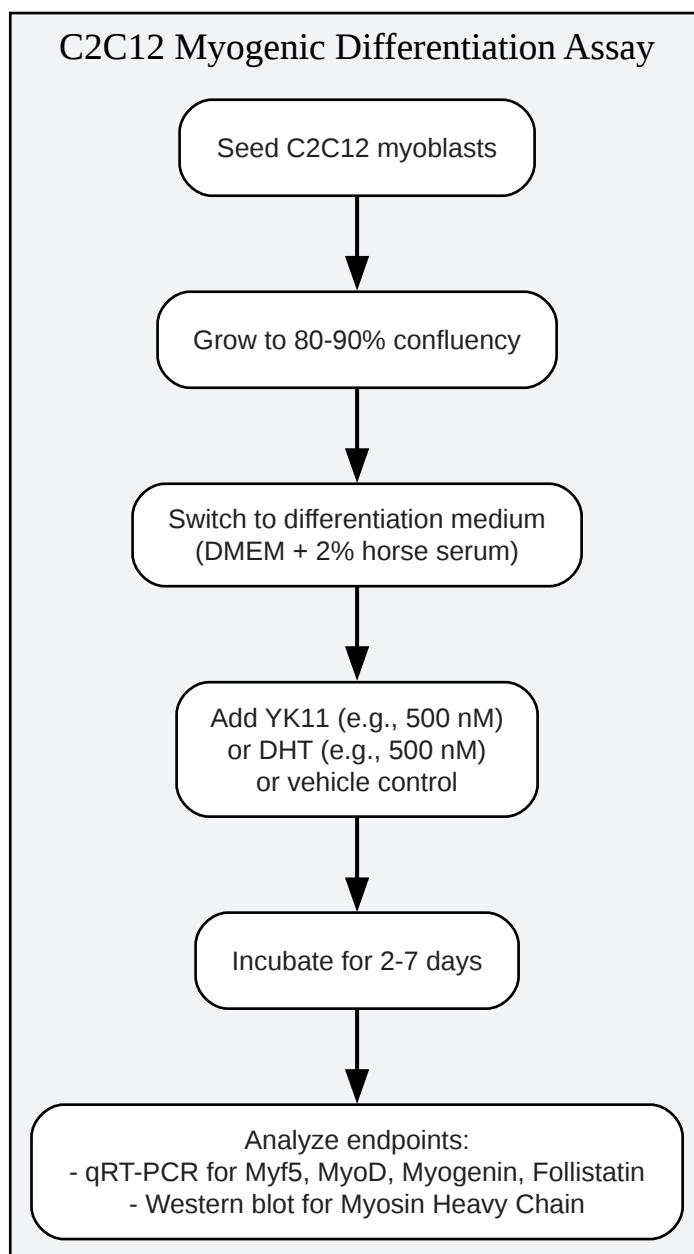 C2C12 Myogenic Differentiation Assay
Seed C2C12 myoblasts
Grow to 80-90% confluency
Switch to differentiation medium
(DMEM + 2% horse serum)
Add YK11 (e.g., 500 nM)
or DHT (e.g., 500 nM)
or vehicle control
Incubate for 2-7 days
Analyze endpoints:
- qRT-PCR for Myf5, MyoD, Myogenin, Follistatin
- Western blot for Myosin Heavy Chain